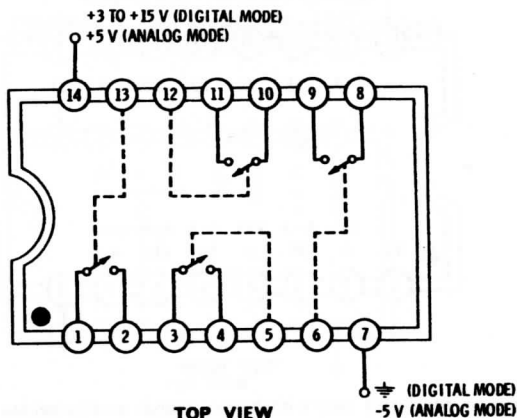 +3 TO +15 V (DIGITAL MODE)
+5 V (ANALOG MODE)
14 13 12 11 10 9 8
1 2 3 4 5 6 7
(DIGITAL MODE)
-5 V (ANALOG MODE)
TOP VIEW